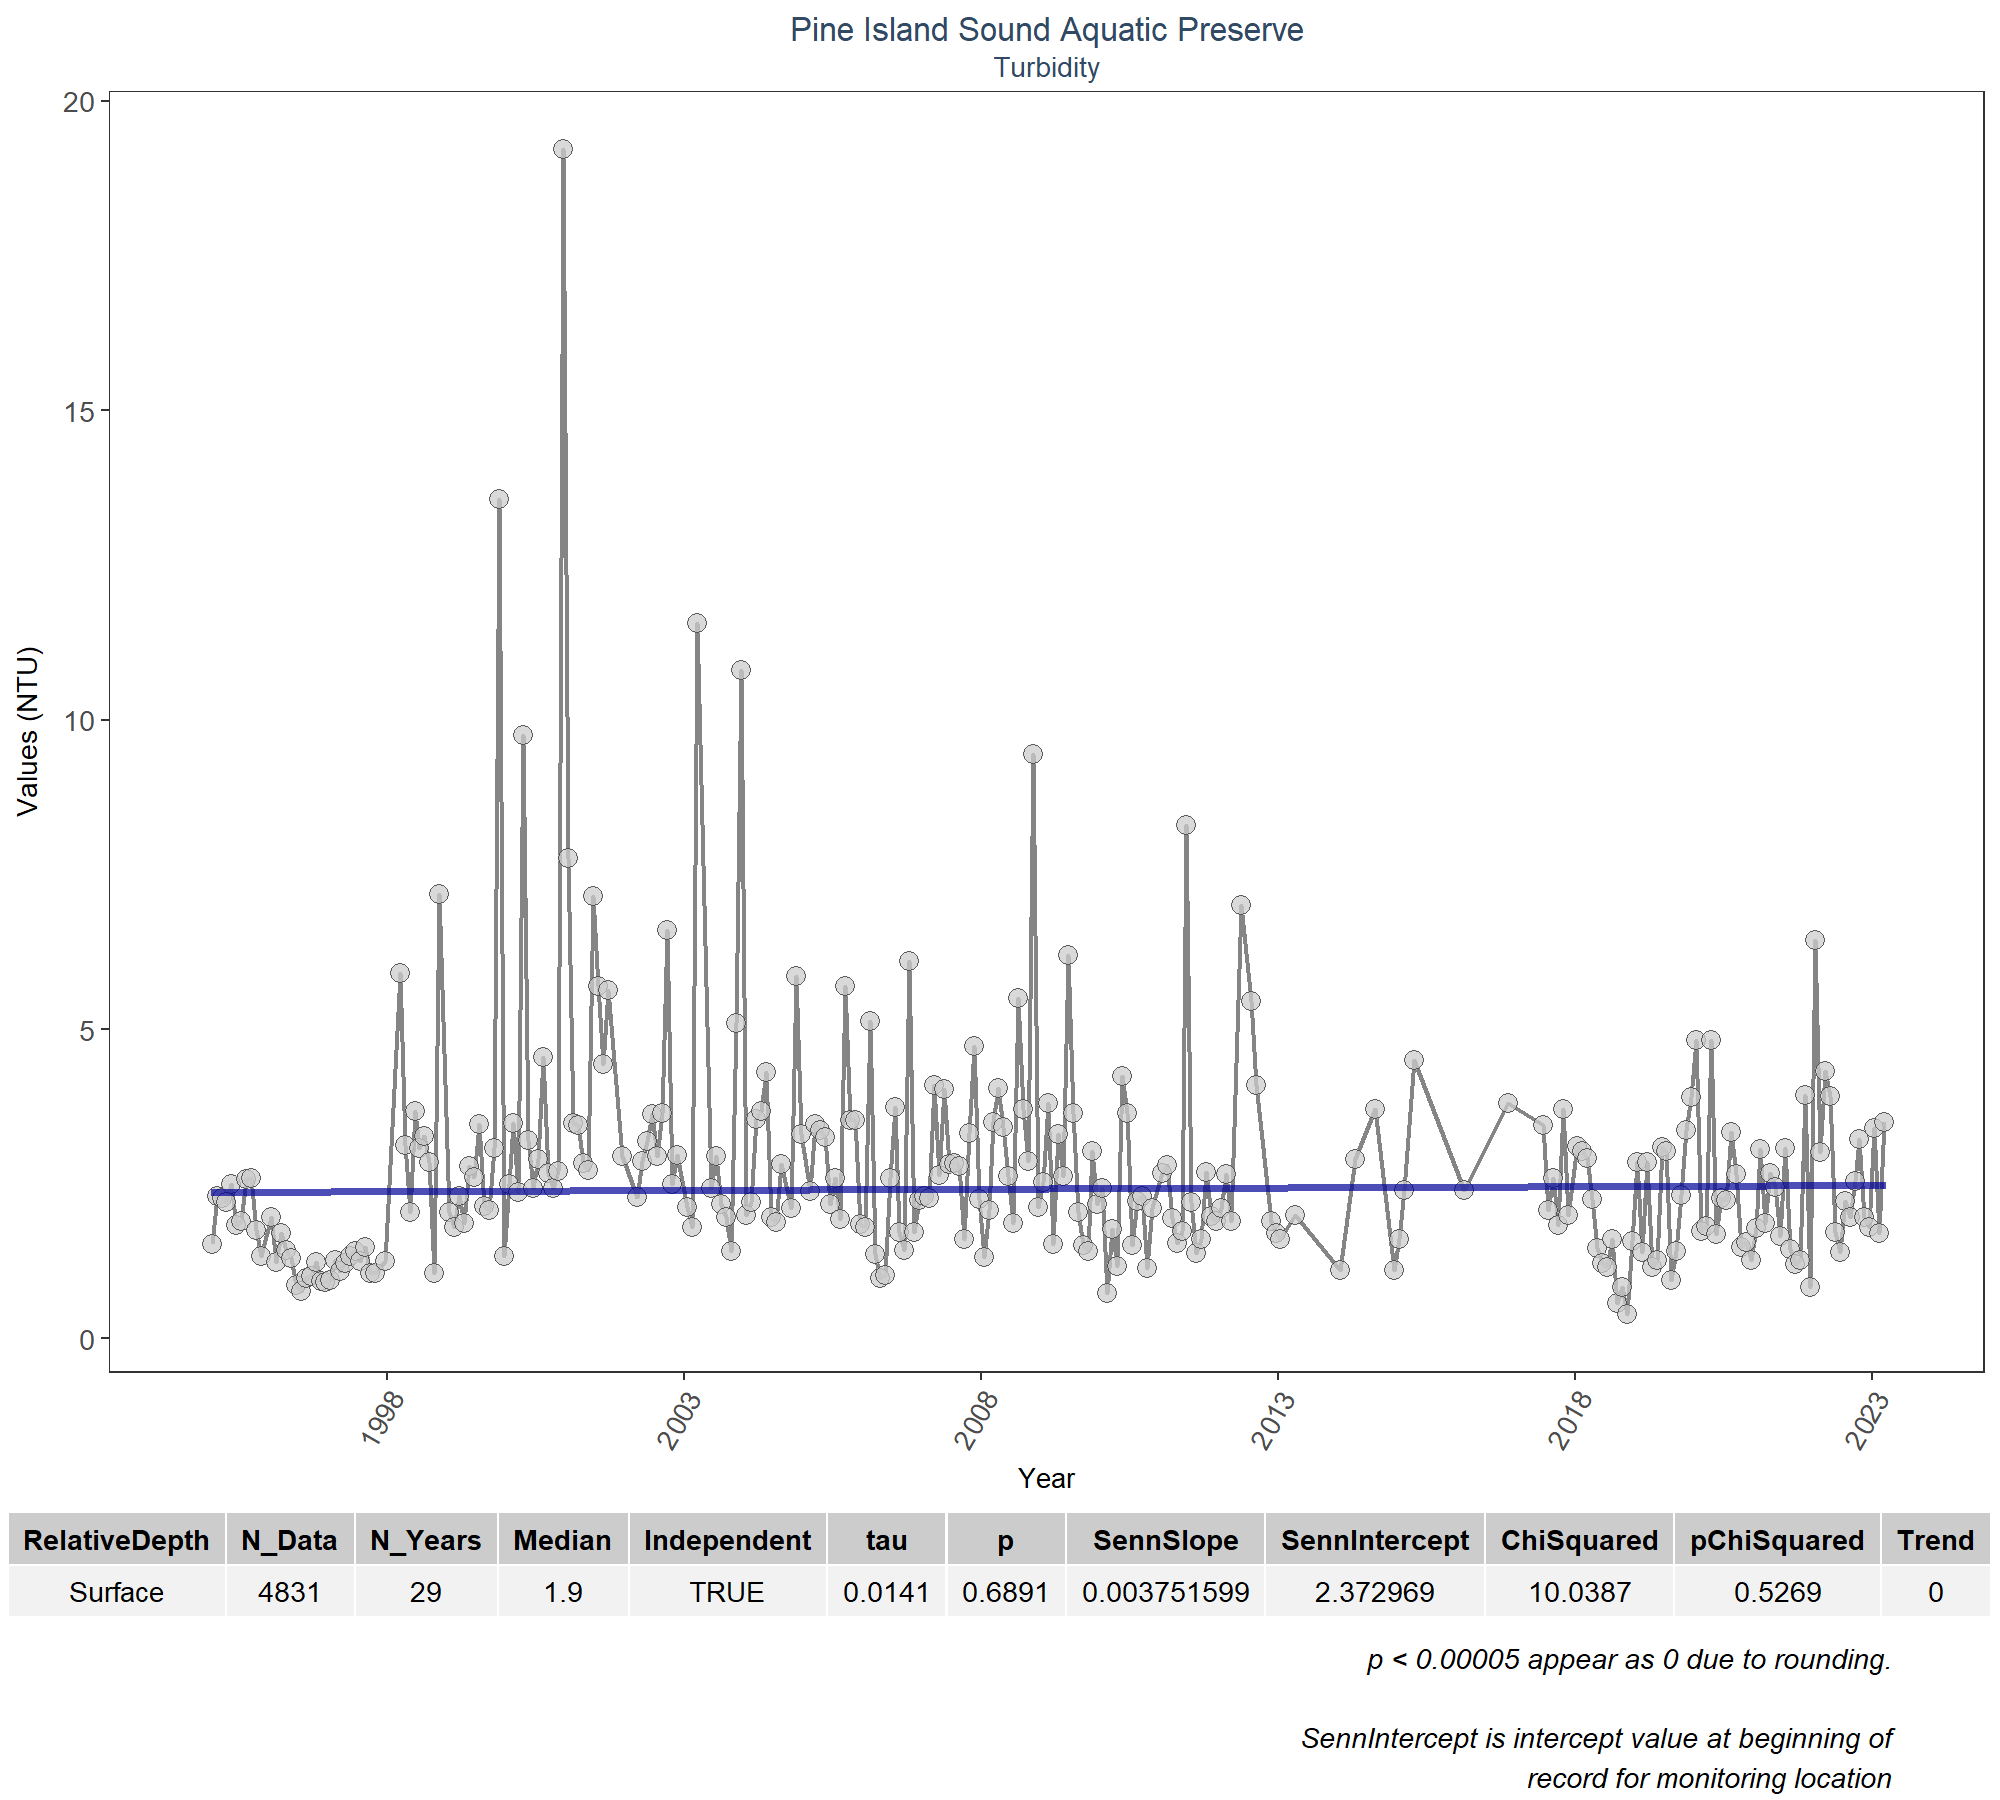 Pine Island Sound Aquatic Preserve
Turbidity
20
15
10
5
0
Values (NTU)
1998
2003
2008
2013
2018
2023
Year
RelativeDepth N_Data N_Years Median Independent tau p SennSlope SennIntercept ChiSquared pChiSquared Trend
Surface 4831 29 1.9 TRUE 0.0141 0.6891 0.003751599 2.372969 10.0387 0.5269 0
p < 0.00005 appear as 0 due to rounding.
SennIntercept is intercept value at beginning of
record for monitoring location